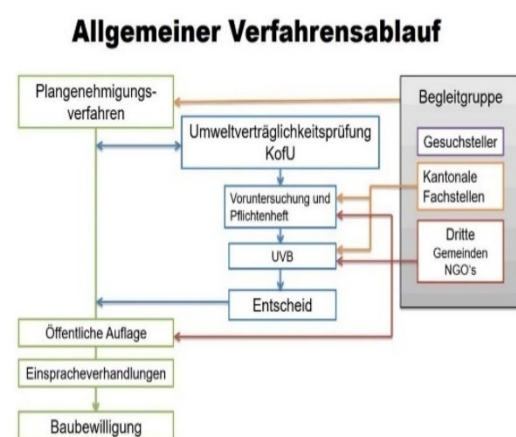 Allgemeiner Verfahrensablauf
Plangenehmigungs-
verfahren
Umweltverträglichkeitsprüfung
KofU
Voruntersuchung und
Pflichtenheft
UVB
Entscheid
Öffentliche Auflage
Einspracheverhandlungen
Baubewilligung
Begleitgruppe
Gesuchsteller
Kantonale
Fachstellen
Dritte
Gemeinden
NGO's